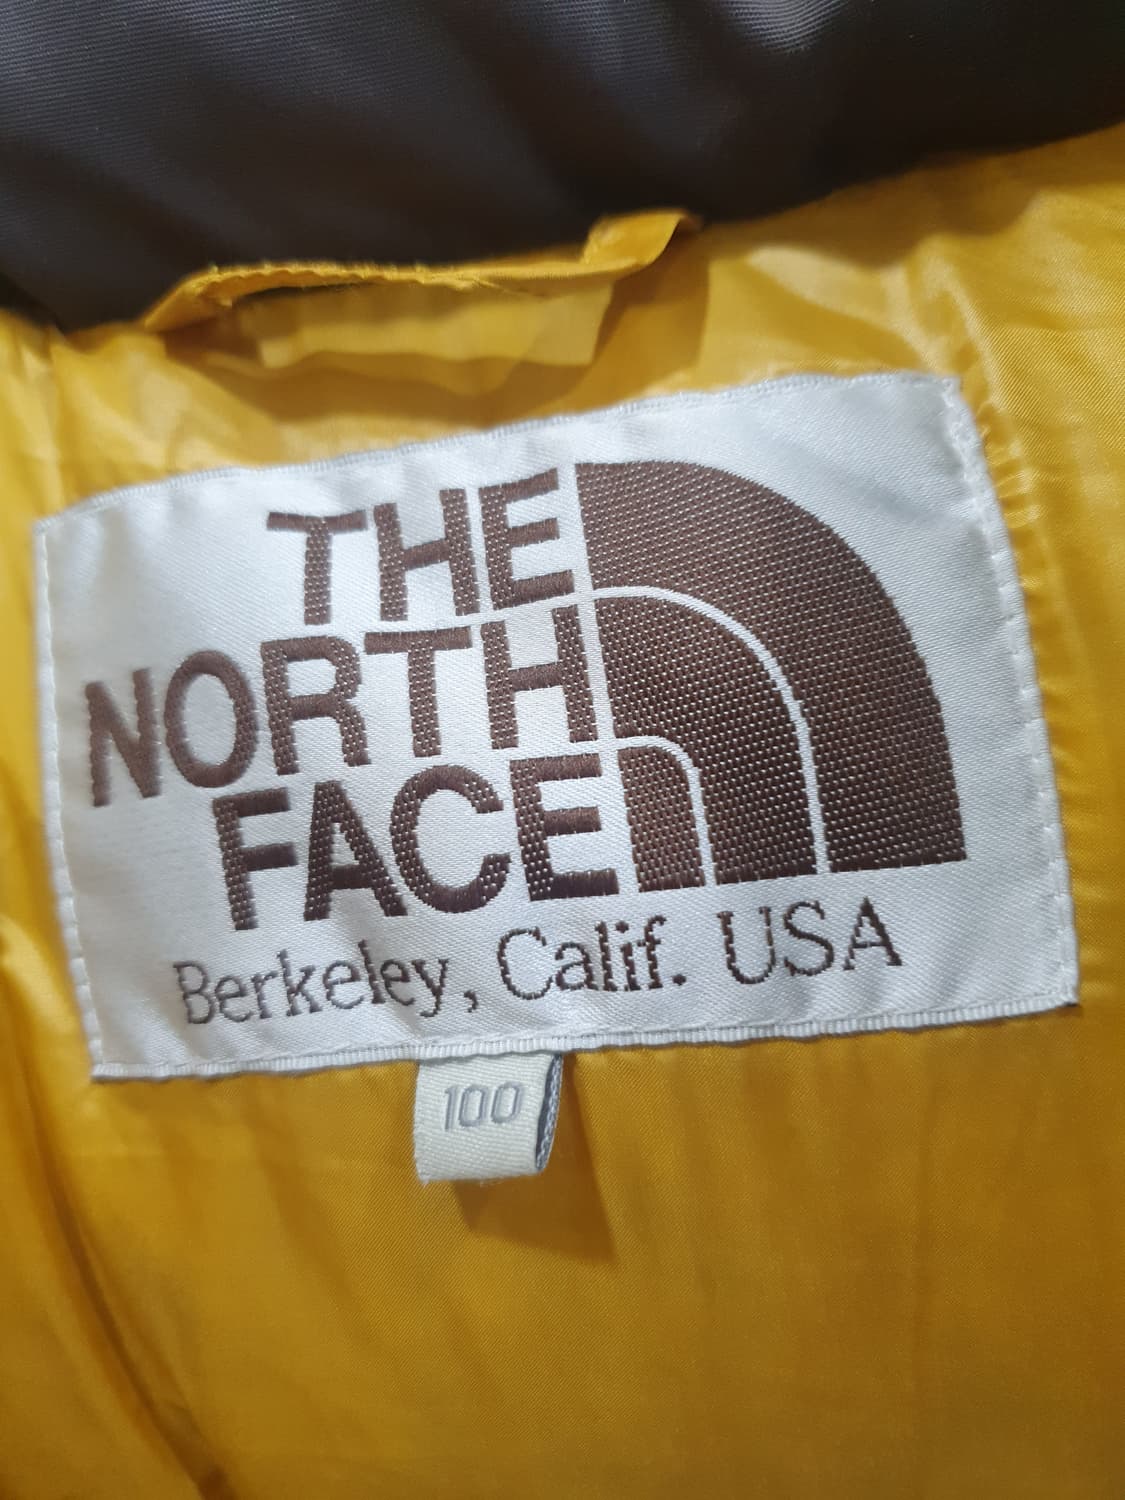 THE
NORTH
FACE
Berkeley, Calif. USA
100